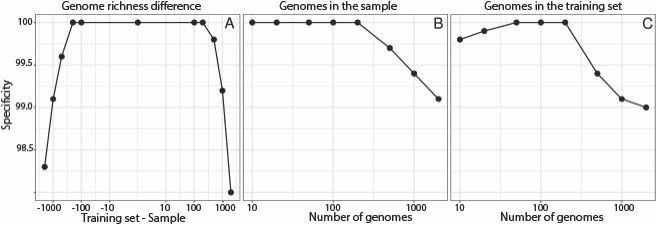 Genome richness difference
Genomes in the sample
Genomes in the training set
A
B
C
Specificity
100
99.5
99.0
98.5
-1000 -100 -10 10 100 1000
10 100 1000
10 100 1000
Training set - Sample
Number of genomes
Number of genomes